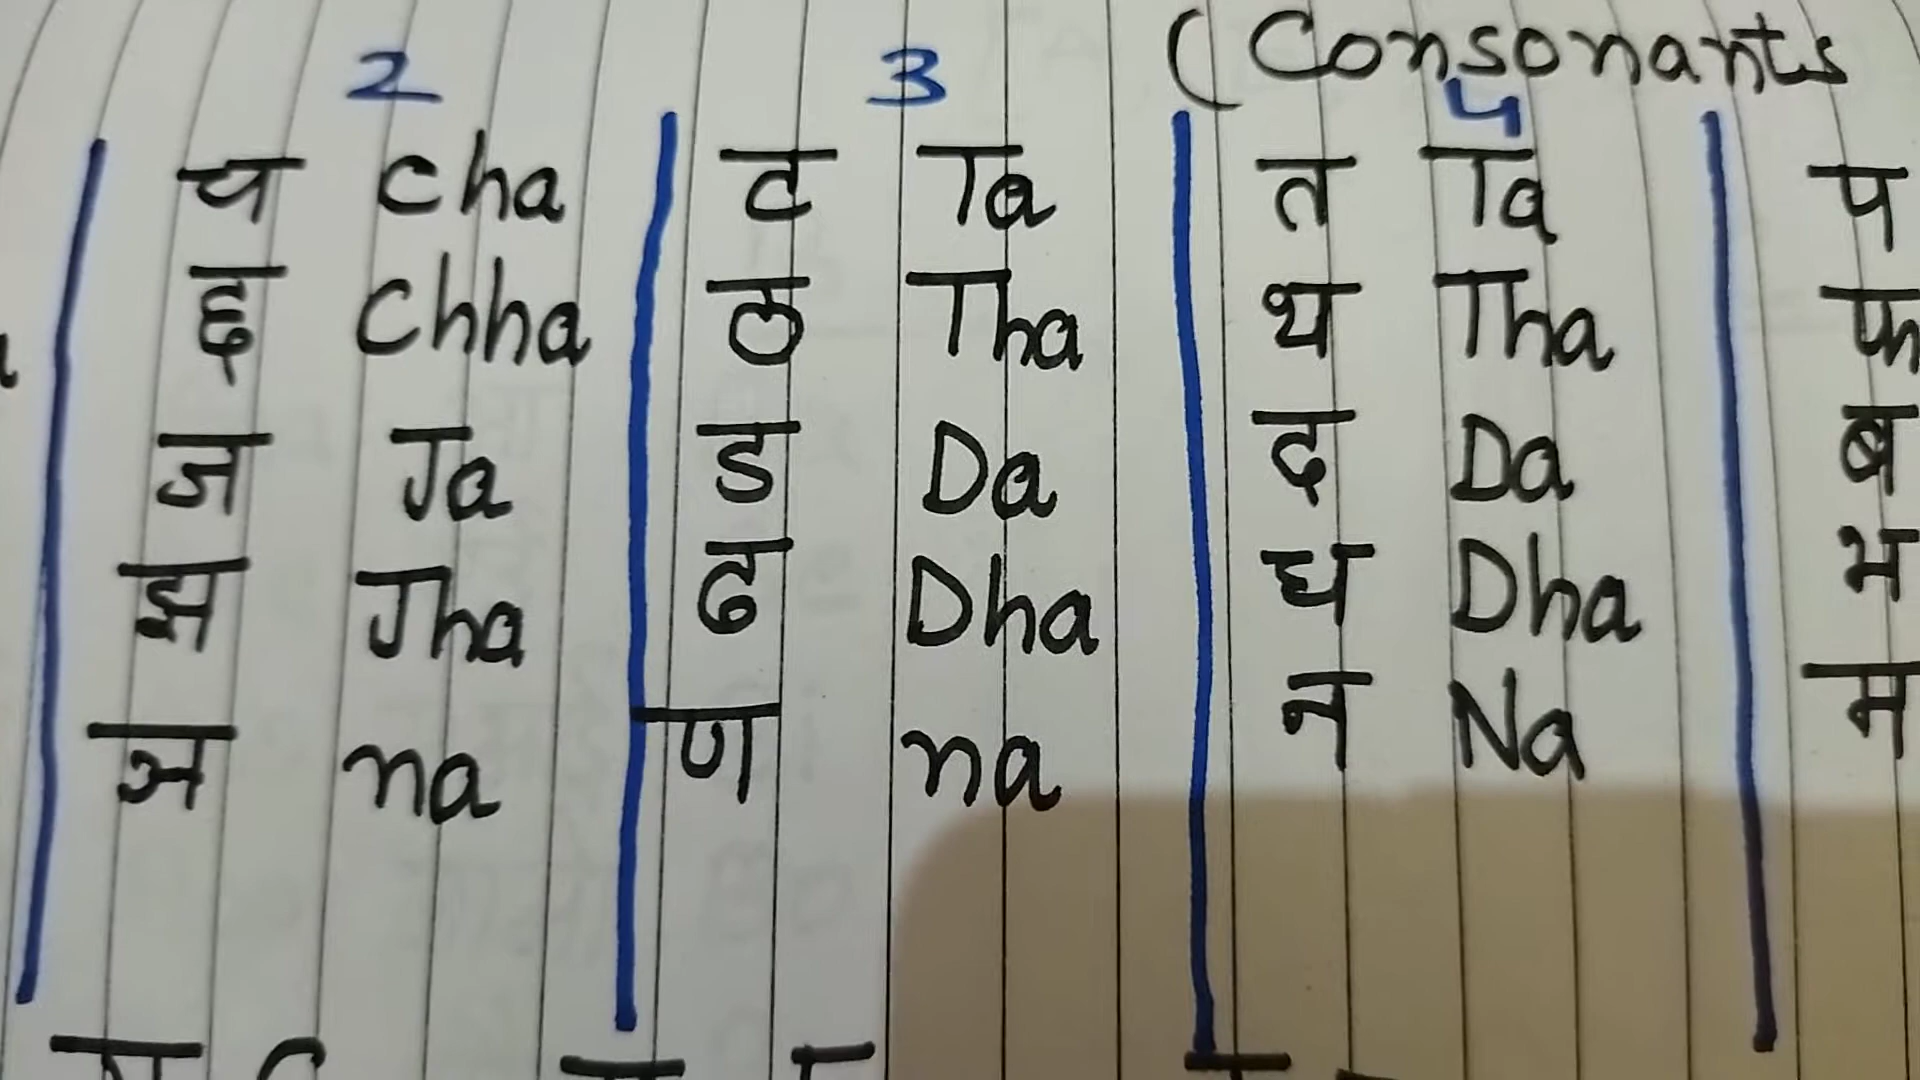 (Consonants
2 3 4
च cha ट Ta त Ta प
छ Chha ठ Tha थ Tha फ
ज Ja ड Da द Da ब
झ Jha ढ Dha ध Dha भ
ञ na ण na न Na म